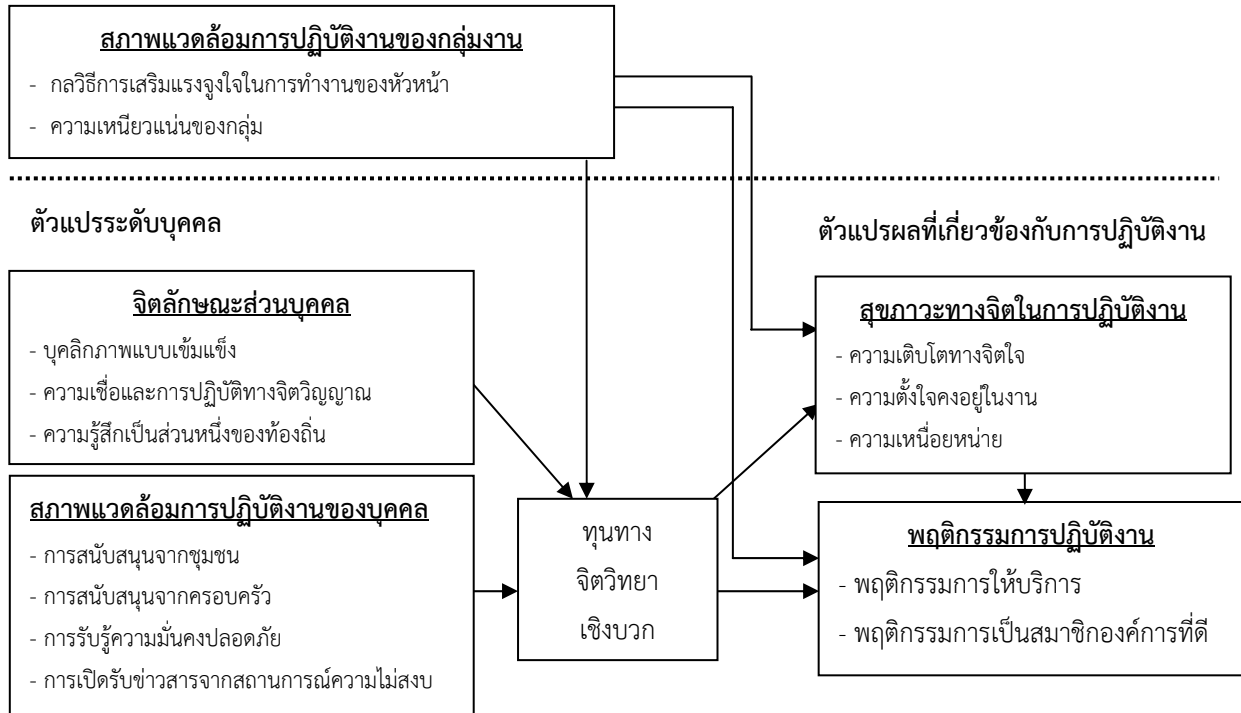 สภาพแวดล้อมการปฏิบัติงานของกลุ่มงาน
- กลวิธีการเสริมแรงจูงใจในการทำงานของหัวหน้า
- ความเหนียวแน่นของกลุ่ม
ตัวแปรระดับบุคคล
ตัวแปรผลที่เกี่ยวข้องกับการปฏิบัติงาน
จิตลักษณะส่วนบุคคล
- บุคลิกภาพแบบเข้มแข็ง
- ความเชื่อและการปฏิบัติทางจิตวิญญาณ
- ความรู้สึกเป็นส่วนหนึ่งของท้องถิ่น
สุขภาวะทางจิตในการปฏิบัติงาน
- ความเติบโตทางจิตใจ
- ความตั้งใจคงอยู่ในงาน
- ความเหนื่อยหน่าย
สภาพแวดล้อมการปฏิบัติงานของบุคคล
- การสนับสนุนจากชุมชน
- การสนับสนุนจากครอบครัว
- การรับรู้ความมั่นคงปลอดภัย
- การเปิดรับข่าวสารจากสถานการณ์ความไม่สงบ
ทุนทาง
จิตวิทยา
เชิงบวก
พฤติกรรมการปฏิบัติงาน
- พฤติกรรมการให้บริการ
- พฤติกรรมการเป็นสมาชิกองค์การที่ดี